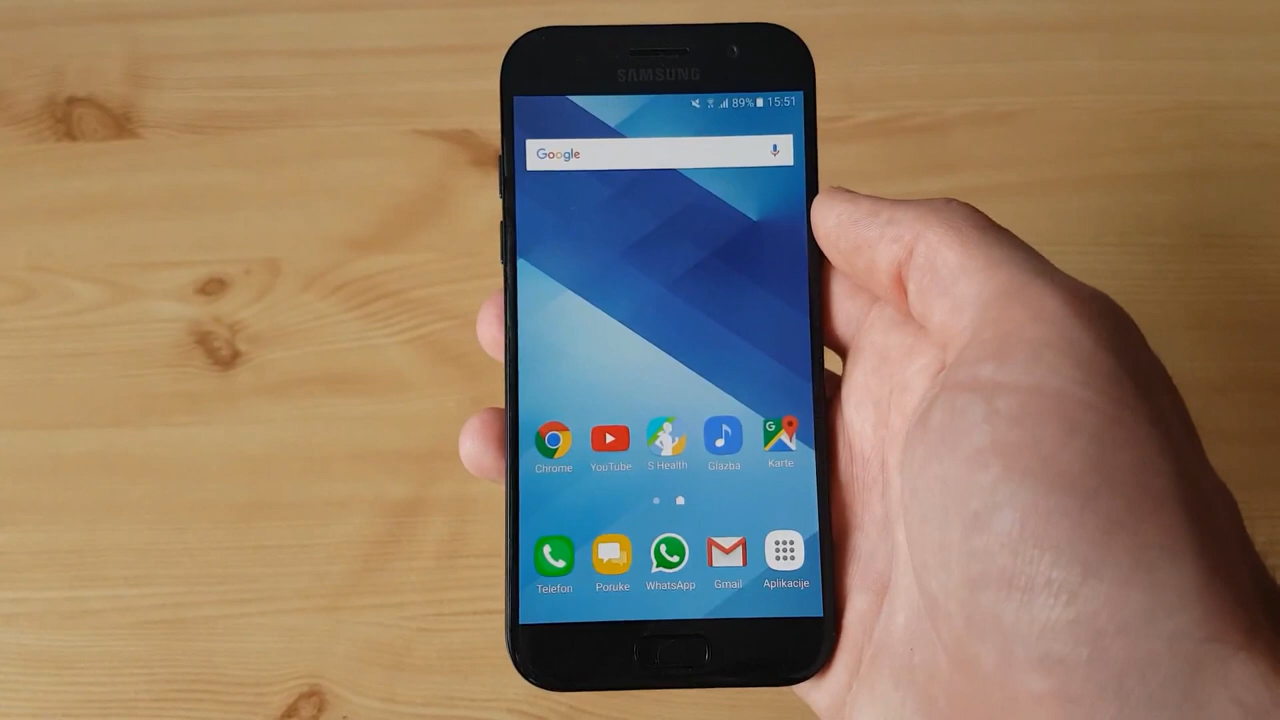 SAMSUNG
89% 15:51
Google
Chrome YouTube S Health Glazba Karte
Telefon Poruke WhatsApp Gmail Aplikacije